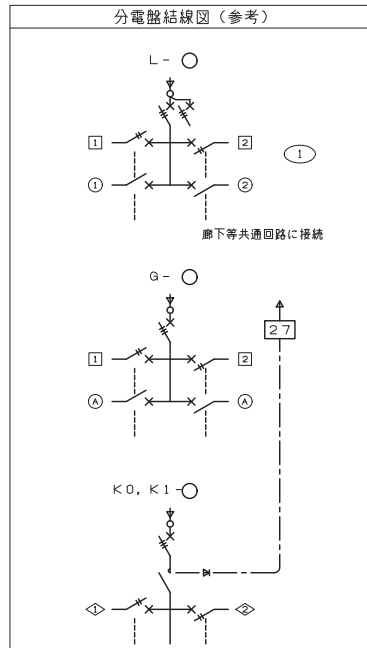 分電盤結線図（参考）
L-○
1 2
1
1 2
廊下等共通回路に接続
G-○
27
1 2
A A
K0, K1-○
1 2